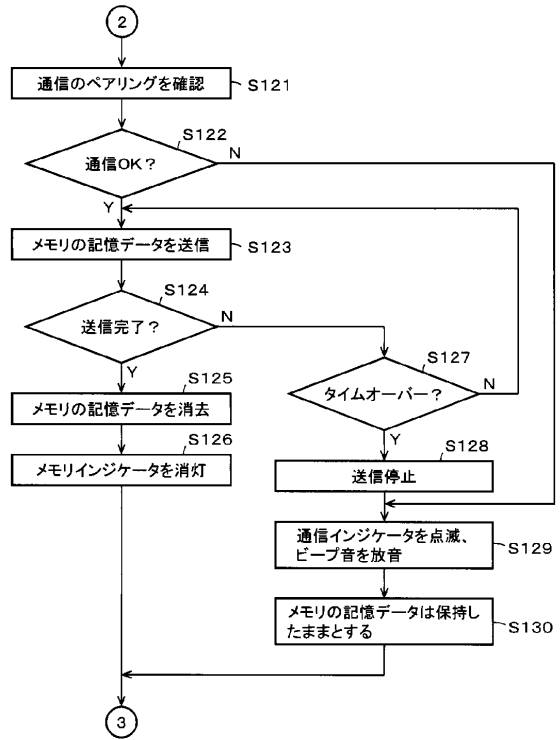 2
通信のペアリングを確認
S121
S122
通信OK？
N
Y
メモリの記憶データを送信
S123
S124
送信完了？
N
Y
S127
タイムオーバー？
N
Y
S125
メモリの記憶データを消去
S126
メモリインジケータを消灯
S128
送信停止
通信インジケータを点滅、
ビープ音を放音
S129
メモリの記憶データは保持し
たままとする
S130
3